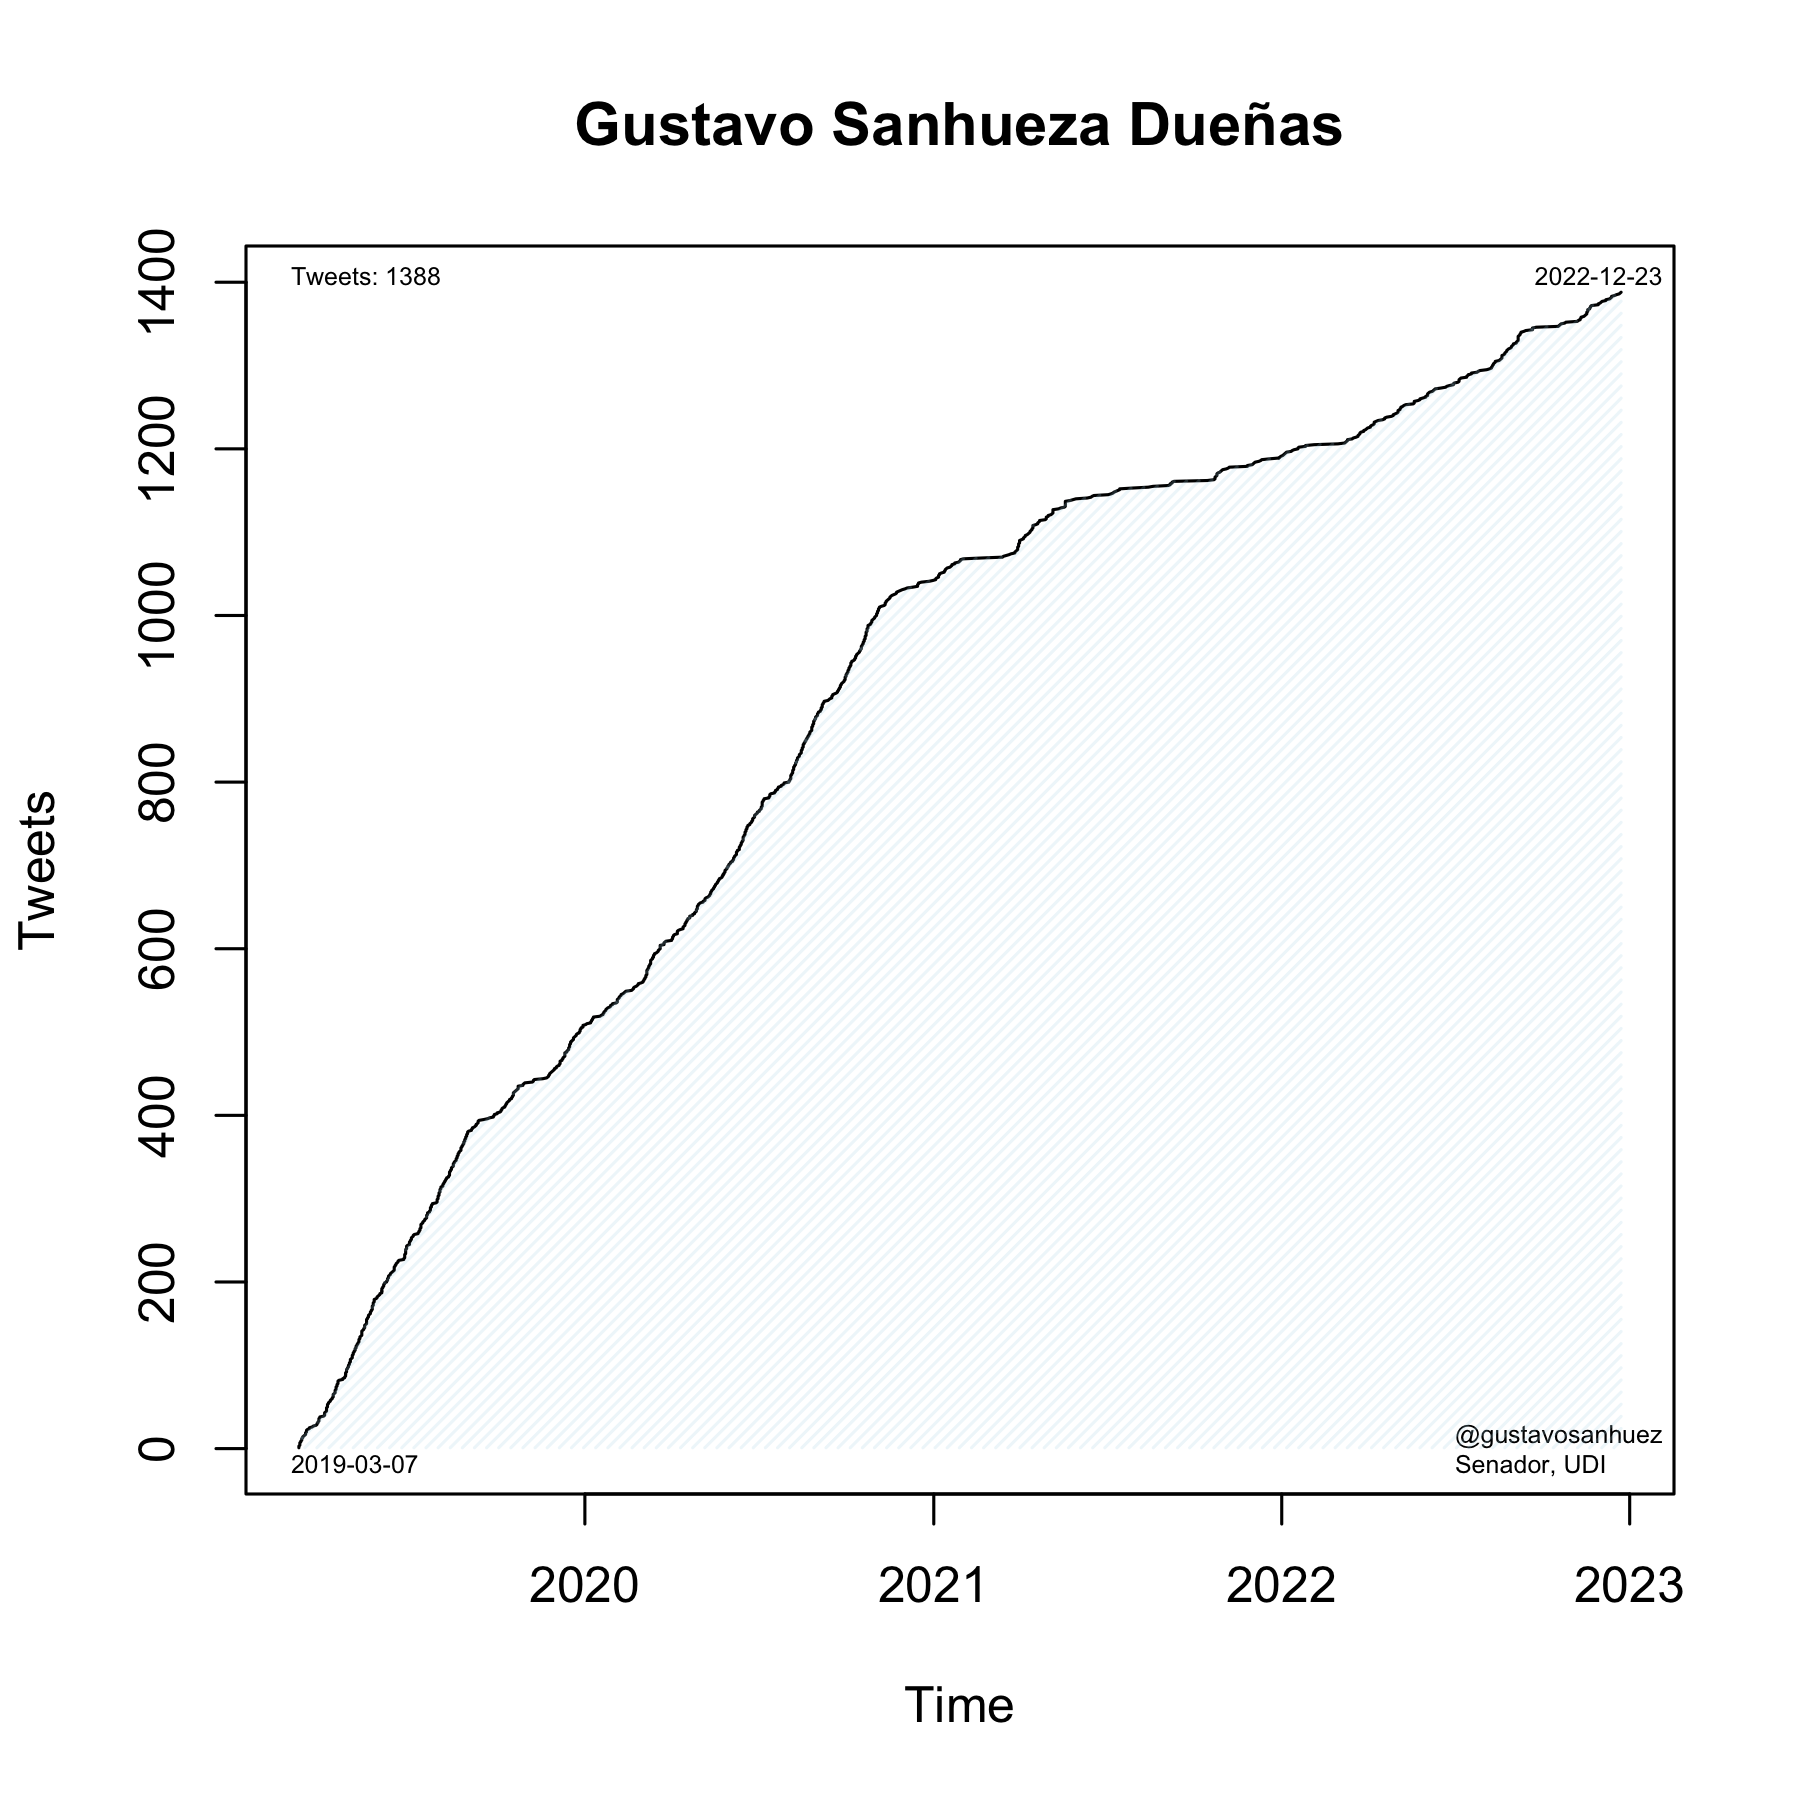 Gustavo Sanhueza Dueñas
Tweets: 1388
2022-12-23
1400
1200
1000
800
600
400
200
0
Tweets
2019-03-07
@gustavosanhuez
Senador, UDI
2020 2021 2022 2023
Time